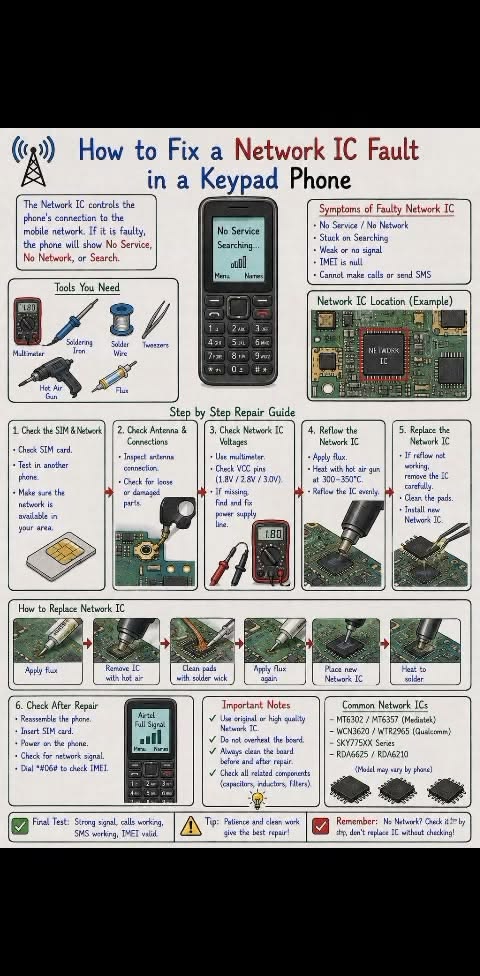 How to Fix a Network IC Fault
in a Keypad Phone
The Network IC controls the
phone's connection to the
mobile network. If it is faulty,
the phone will show No Service,
No Network, or Search.
No Service
Searching...
Menu Names
Symptoms of Faulty Network IC
• No Service / No Network
• Stuck on Searching
• Weak or no signal
• IMEI is null
• Cannot make calls or send SMS
Tools You Need
1.80
Multimeter
Soldering
Iron
Solder
Wire
Tweezers
Hot Air
Gun
Flux
Network IC Location (Example)
NETWORK
IC
Step by Step Repair Guide
1. Check the SIM & Network
• Check SIM card.
• Test in another
phone.
• Make sure the
network is
available in
your area.
2. Check Antenna &
Connections
• Inspect antenna
connection.
• Check for loose
or damaged
parts.
3. Check Network IC
Voltages
• Use multimeter.
• Check VCC pins
(1.8V / 2.8V / 3.0V).
• If missing,
find and fix
power supply
line.
1.80
4. Reflow the
Network IC
• Apply flux.
• Heat with hot air gun
at 300–350°C.
• Reflow the IC evenly.
5. Replace the
Network IC
• If reflow not
working,
remove the IC
carefully.
• Clean the pads.
• Install new
Network IC.
How to Replace Network IC
Apply flux
Remove IC
with hot air
Clean pads
with solder wick
Apply flux
again
Place new
Network IC
Heat to
solder
6. Check After Repair
• Reassemble the phone.
• Insert SIM card.
• Power on the phone.
• Check for network signal.
• Dial *#06# to check IMEI.
Airtel
Full Signal
Menu Names
Important Notes
✓ Use original or high quality
Network IC.
✓ Do not overheat the board.
✓ Always clean the board
before and after repair.
✓ Check all related components
(capacitors, inductors, filters).
Common Network ICs
– MT6302 / MT6357 (Mediatek)
– WCN3620 / WTR2965 (Qualcomm)
– SKY775XX Series
– RDA6625 / RDA6210
(Model may vary by phone)
Final Test: Strong signal, calls working,
SMS working, IMEI valid.
Tip: Patience and clean work
give the best repair!
Remember: No Network? Check by
step, don't replace IC without checking!